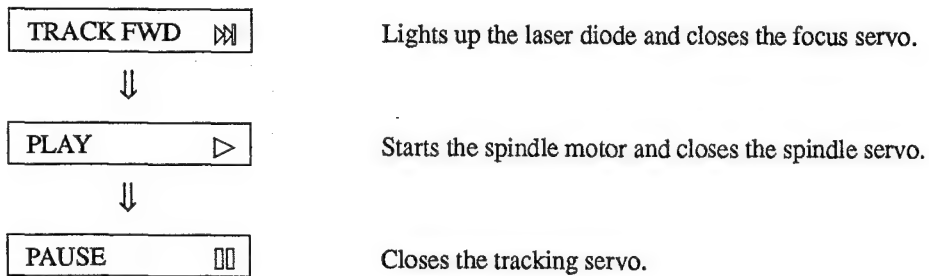 TRACK FWD ⏭ Lights up the laser diode and closes the focus servo.
⇓
PLAY ▷ Starts the spindle motor and closes the spindle servo.
⇓
PAUSE ▯▯ Closes the tracking servo.